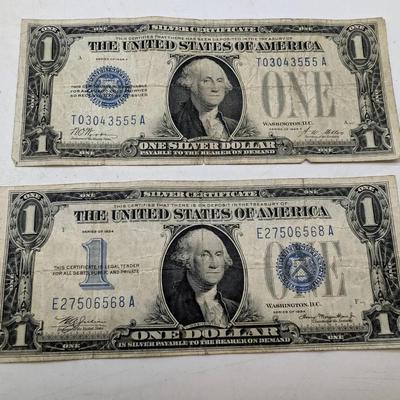 ONE SILVER CERTIFICATE ONE
THIS CERTIFIES THAT THERE HAS BEEN DEPOSITED IN THE TREASURY OF
1 THE UNITED STATES OF AMERICA 1
T03043555A
ONE
T03043555A
WASHINGTON, D.C.
1 ONE SILVER DOLLAR 1
PAYABLE TO THE BEARER ON DEMAND
ONE SILVER CERTIFICATE ONE
THIS CERTIFIES THAT THERE IS ON DEPOSIT IN THE TREASURY OF
1 THE UNITED STATES OF AMERICA 1
SERIES OF 1934
E27506568A
1 ONE
THIS CERTIFICATE IS LEGAL TENDER
FOR ALL DEBTS, PUBLIC AND PRIVATE
E27506568A
WASHINGTON, D.C.
SERIES OF 1934
1 ONE DOLLAR 1
IN SILVER PAYABLE TO THE BEARER ON DEMAND